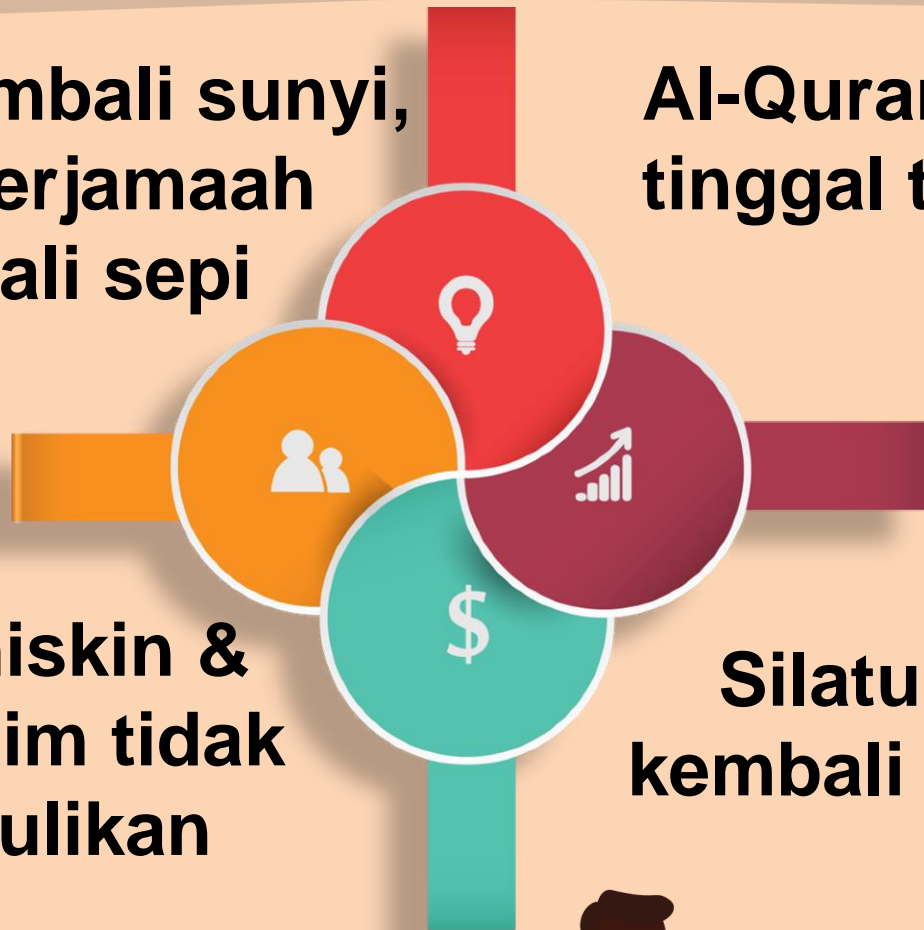 mbali sunyi,
erjamaah
ali sepi
Al-Quran
tinggal t
$
iskin &
im tidak
ulikan
Silatu
kembali